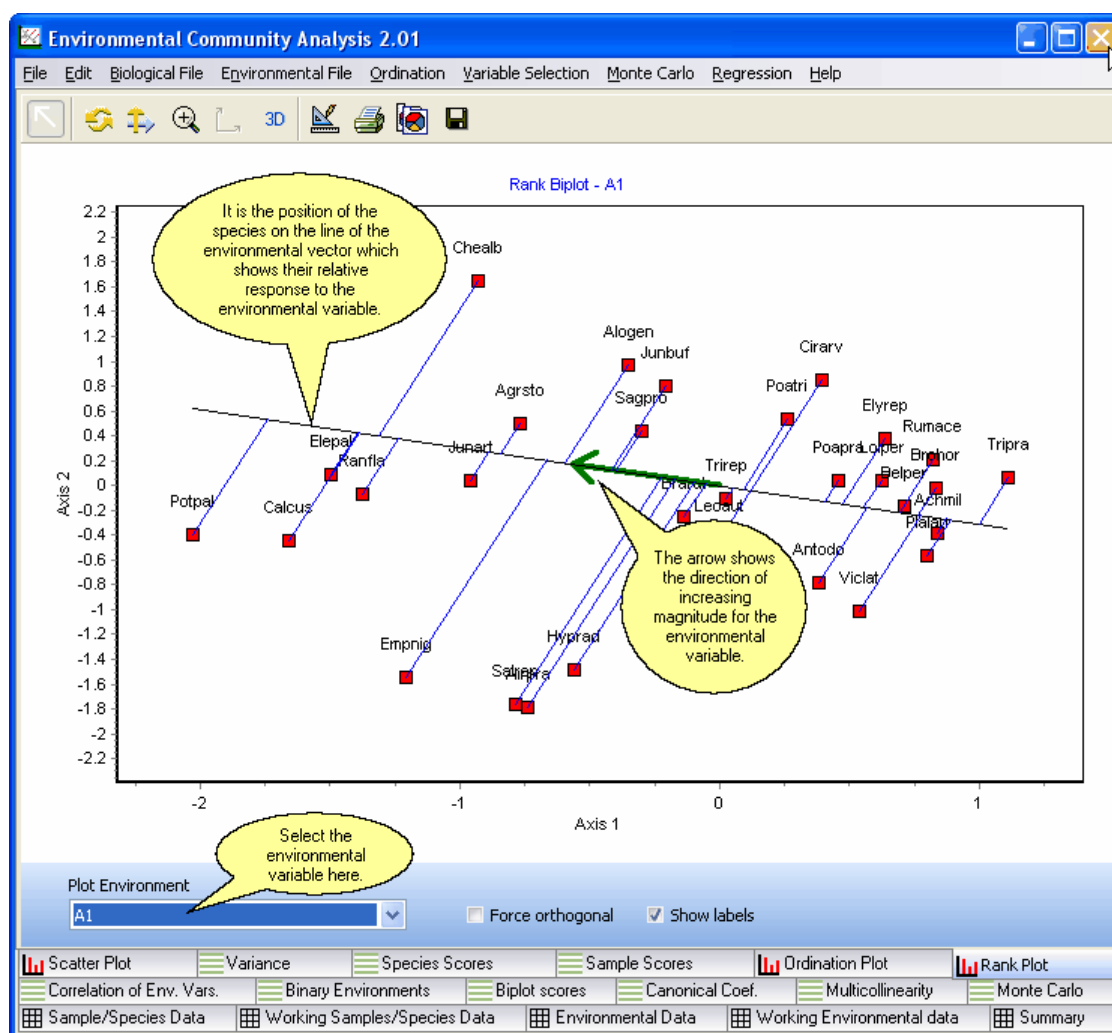 Environmental Community Analysis 2.01
File Edit Biological File Environmental File Ordination Variable Selection Monte Carlo Regression Help
3D
Rank Biplot - A1
It is the position of the
species on the line of the
environmental vector which
shows their relative
response to the
environmental variable.
2.2
2
1.8
1.6
1.4
1.2
1
0.8
0.6
0.4
0.2
0
-0.2
-0.4
-0.6
-0.8
-1
-1.2
-1.4
-1.6
-1.8
-2
-2.2
Axis 2
Chealb
Alogen
Junbuf
Cirarv
Agrsto
Sagpro
Poatri
Elyrep
Rumace
Elepal
Ranfla
Junart
Trirep
Poapra
Lolper
Brohor
Tripra
Belper
Potpal
Calcus
Leoaut
Achmil
Antodo
Viclat
Empnig
Hyprad
The arrow shows
the direction of
increasing
magnitude for the
environmental
variable.
-2 -1 0 1
Axis 1
Select the
environmental
variable here.
Plot Environment
A1
Force orthogonal Show labels
Scatter Plot Variance Species Scores Sample Scores Ordination Plot Rank Plot
Correlation of Env. Vars. Binary Environments Biplot scores Canonical Coef. Multicollinearity Monte Carlo
Sample/Species Data Working Samples/Species Data Environmental Data Working Environmental data Summary